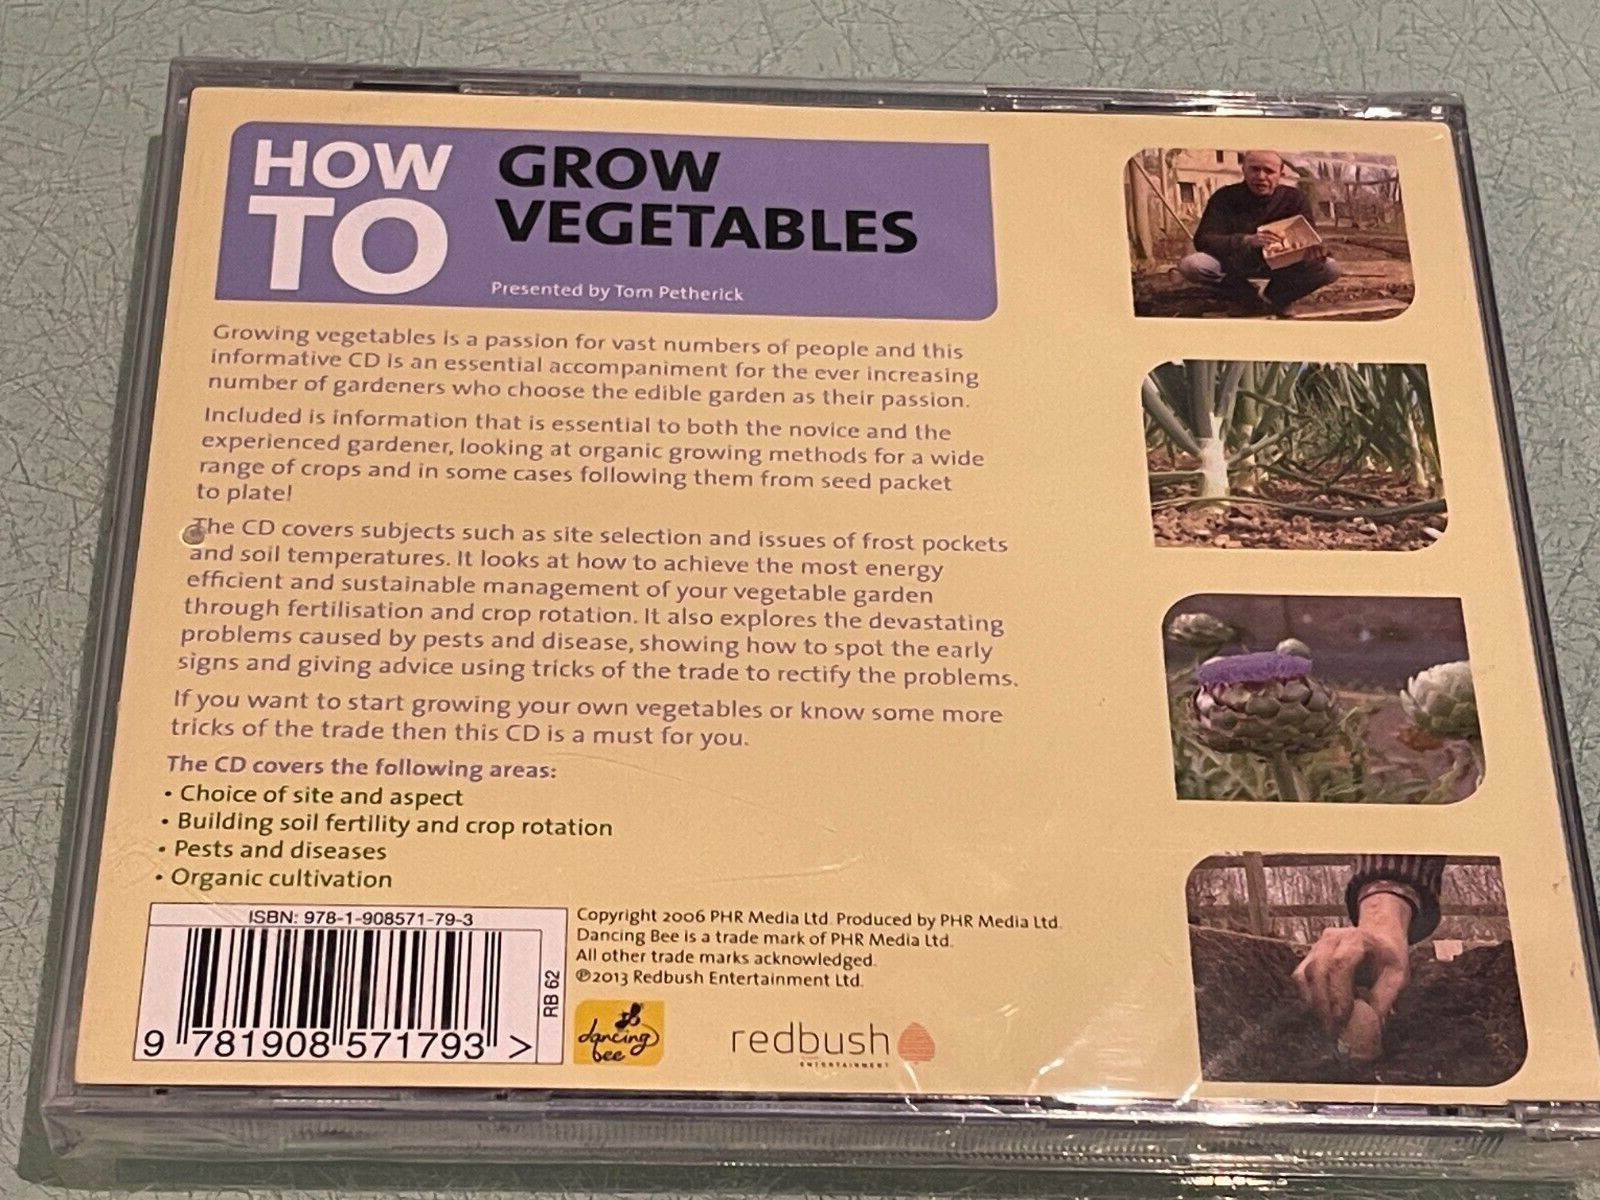 HOW
TO
GROW
VEGETABLES
Presented by Tom Petherick
Growing vegetables is a passion for vast numbers of people and this
informative CD is an essential accompaniment for the ever increasing
number of gardeners who choose the edible garden as their passion.
Included is information that is essential to both the novice and the
experienced gardener, looking at organic growing methods for a wide
range of crops and in some cases following them from seed packet
to plate!
The CD covers subjects such as site selection and issues of frost pockets
and soil temperatures. It looks at how to achieve the most energy
efficient and sustainable management of your vegetable garden
through fertilisation and crop rotation. It also explores the devastating
problems caused by pests and disease, showing how to spot the early
signs and giving advice using tricks of the trade to rectify the problems.
If you want to start growing your own vegetables or know some more
tricks of the trade then this CD is a must for you.
The CD covers the following areas:
• Choice of site and aspect
• Building soil fertility and crop rotation
• Pests and diseases
• Organic cultivation
ISBN: 978-1-908571-79-3
9 781908 571793 >
RB 62
Copyright 2006 PHR Media Ltd. Produced by PHR Media Ltd.
Dancing Bee is a trade mark of PHR Media Ltd.
All other trade marks acknowledged.
℗2013 Redbush Entertainment Ltd.
dancing
bee
redbush
ENTERTAINMENT